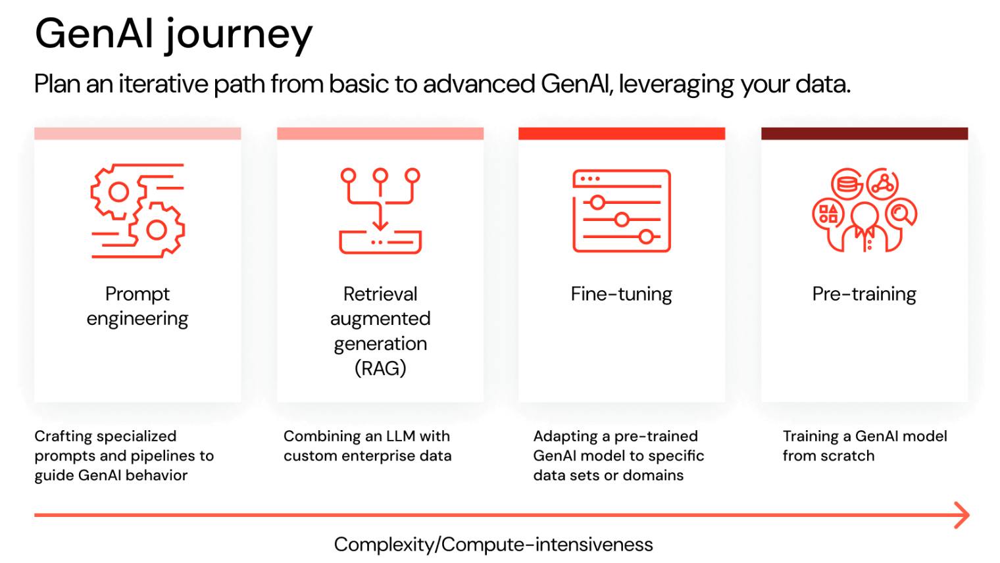 GenAI journey
Plan an iterative path from basic to advanced GenAI, leveraging your data.
Prompt
engineering
Retrieval
augmented
generation
(RAG)
Fine-tuning
Pre-training
Crafting specialized
prompts and pipelines to
guide GenAI behavior
Combining an LLM with
custom enterprise data
Adapting a pre-trained
GenAI model to specific
data sets or domains
Training a GenAI model
from scratch
Complexity/Compute-intensiveness